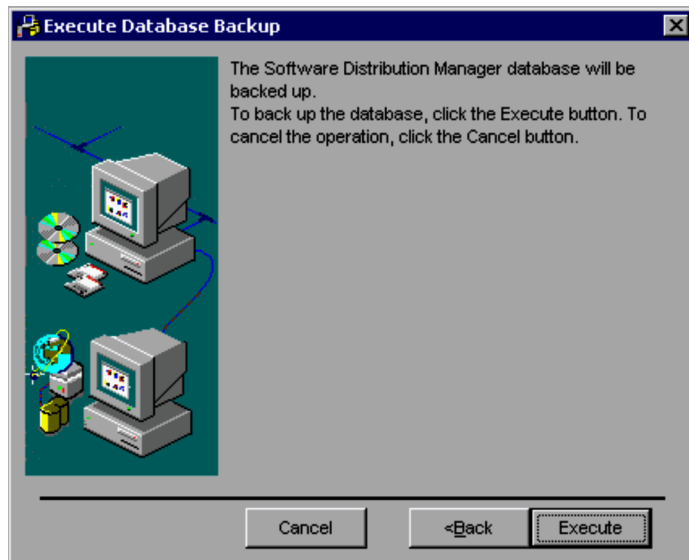 Execute Database Backup
The Software Distribution Manager database will be
backed up.
To back up the database, click the Execute button. To
cancel the operation, click the Cancel button.
Cancel
<Back
Execute